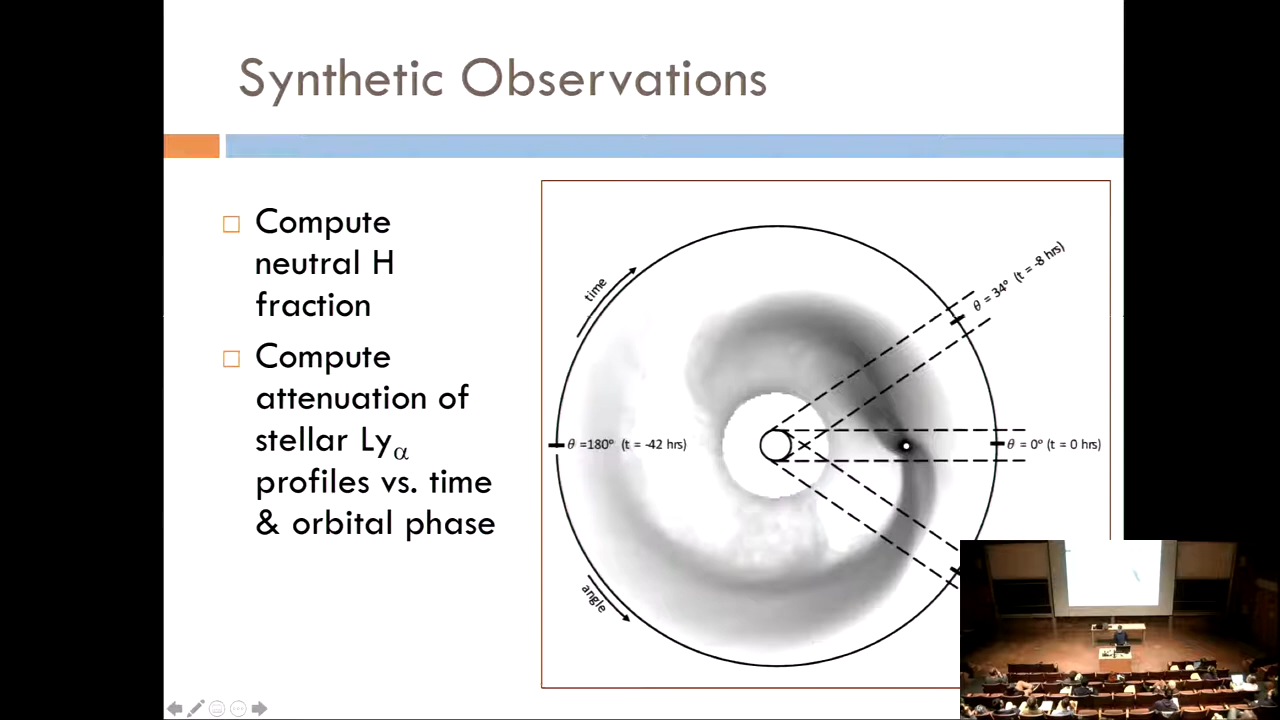 Synthetic Observations
□ Compute
neutral H
fraction
□ Compute
attenuation of
stellar Lyα
profiles vs. time
& orbital phase
time
θ = 34° (t = -8 hrs)
θ =180° (t = -42 hrs)
θ = 0° (t = 0 hrs)
angle